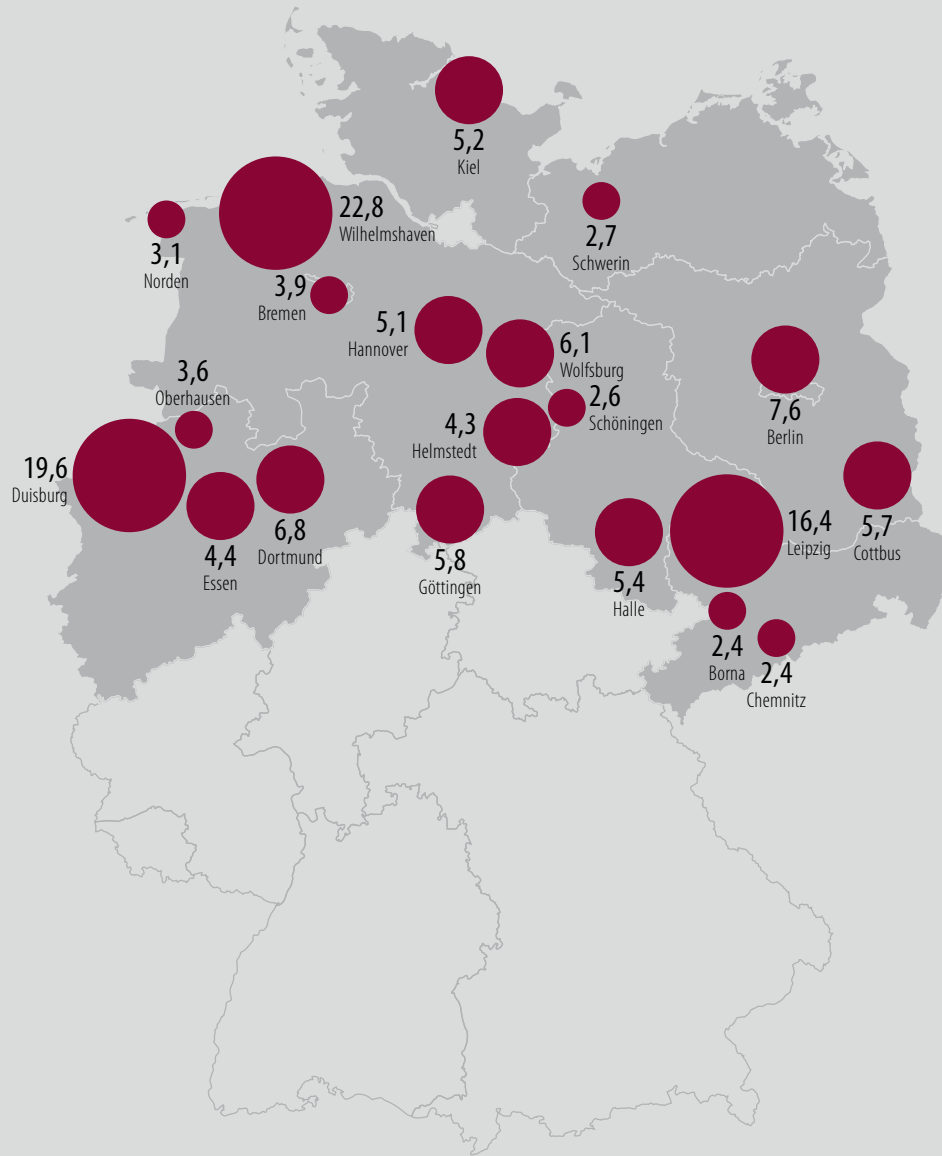 5,2
Kiel
22,8
Wilhelmshaven
2,7
Schwerin
3,1
Norden
3,9
Bremen
5,1
Hannover
6,1
Wolfsburg
3,6
Oberhausen
2,6
Schöningen
7,6
Berlin
4,3
Helmstedt
19,6
Duisburg
6,8
Dortmund
4,4
Essen
5,8
Göttingen
5,4
Halle
16,4
Leipzig
5,7
Cottbus
2,4
Borna
2,4
Chemnitz